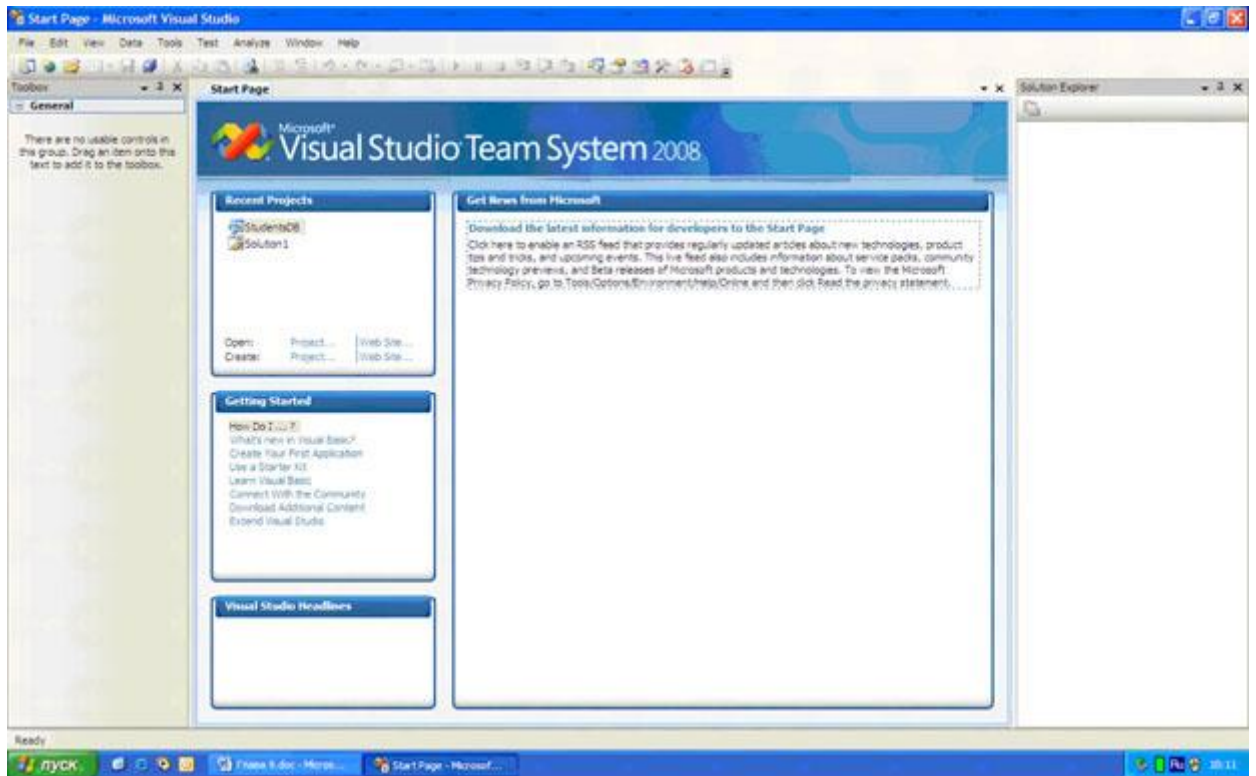 Start Page - Microsoft Visual Studio
File Edit View Data Tools Test Analyze Window Help
Toolbox
Start Page
Solution Explorer
General
There are no usable controls in
this group. Drag an item onto this
text to add it to the toolbox.
Microsoft
Visual Studio Team System 2008
Recent Projects
StudentsDB
Solution1
Open: Project... Web Site...
Create: Project... Web Site...
Getting Started
How Do I ... ?
What's new in Visual Basic?
Create Your First Application
Use a Starter Kit
Learn Visual Basic
Connect With the Community
Download Additional Content
Extend Visual Studio
Visual Studio Headlines
Get News from Microsoft
Download the latest information for developers to the Start Page
Click here to enable an RSS feed that provides regularly updated articles about new technologies, product
tips and tricks, and upcoming events. This live feed also includes information about service packs, community
technology previews, and Beta releases of Microsoft products and technologies. To view the Microsoft
Privacy Policy, go to Tools/Options/Environment/Help/Online and then click Read the privacy statement.
Ready
пуск
Глава 8.doc - Micros...
Start Page - Microsof...
Ru